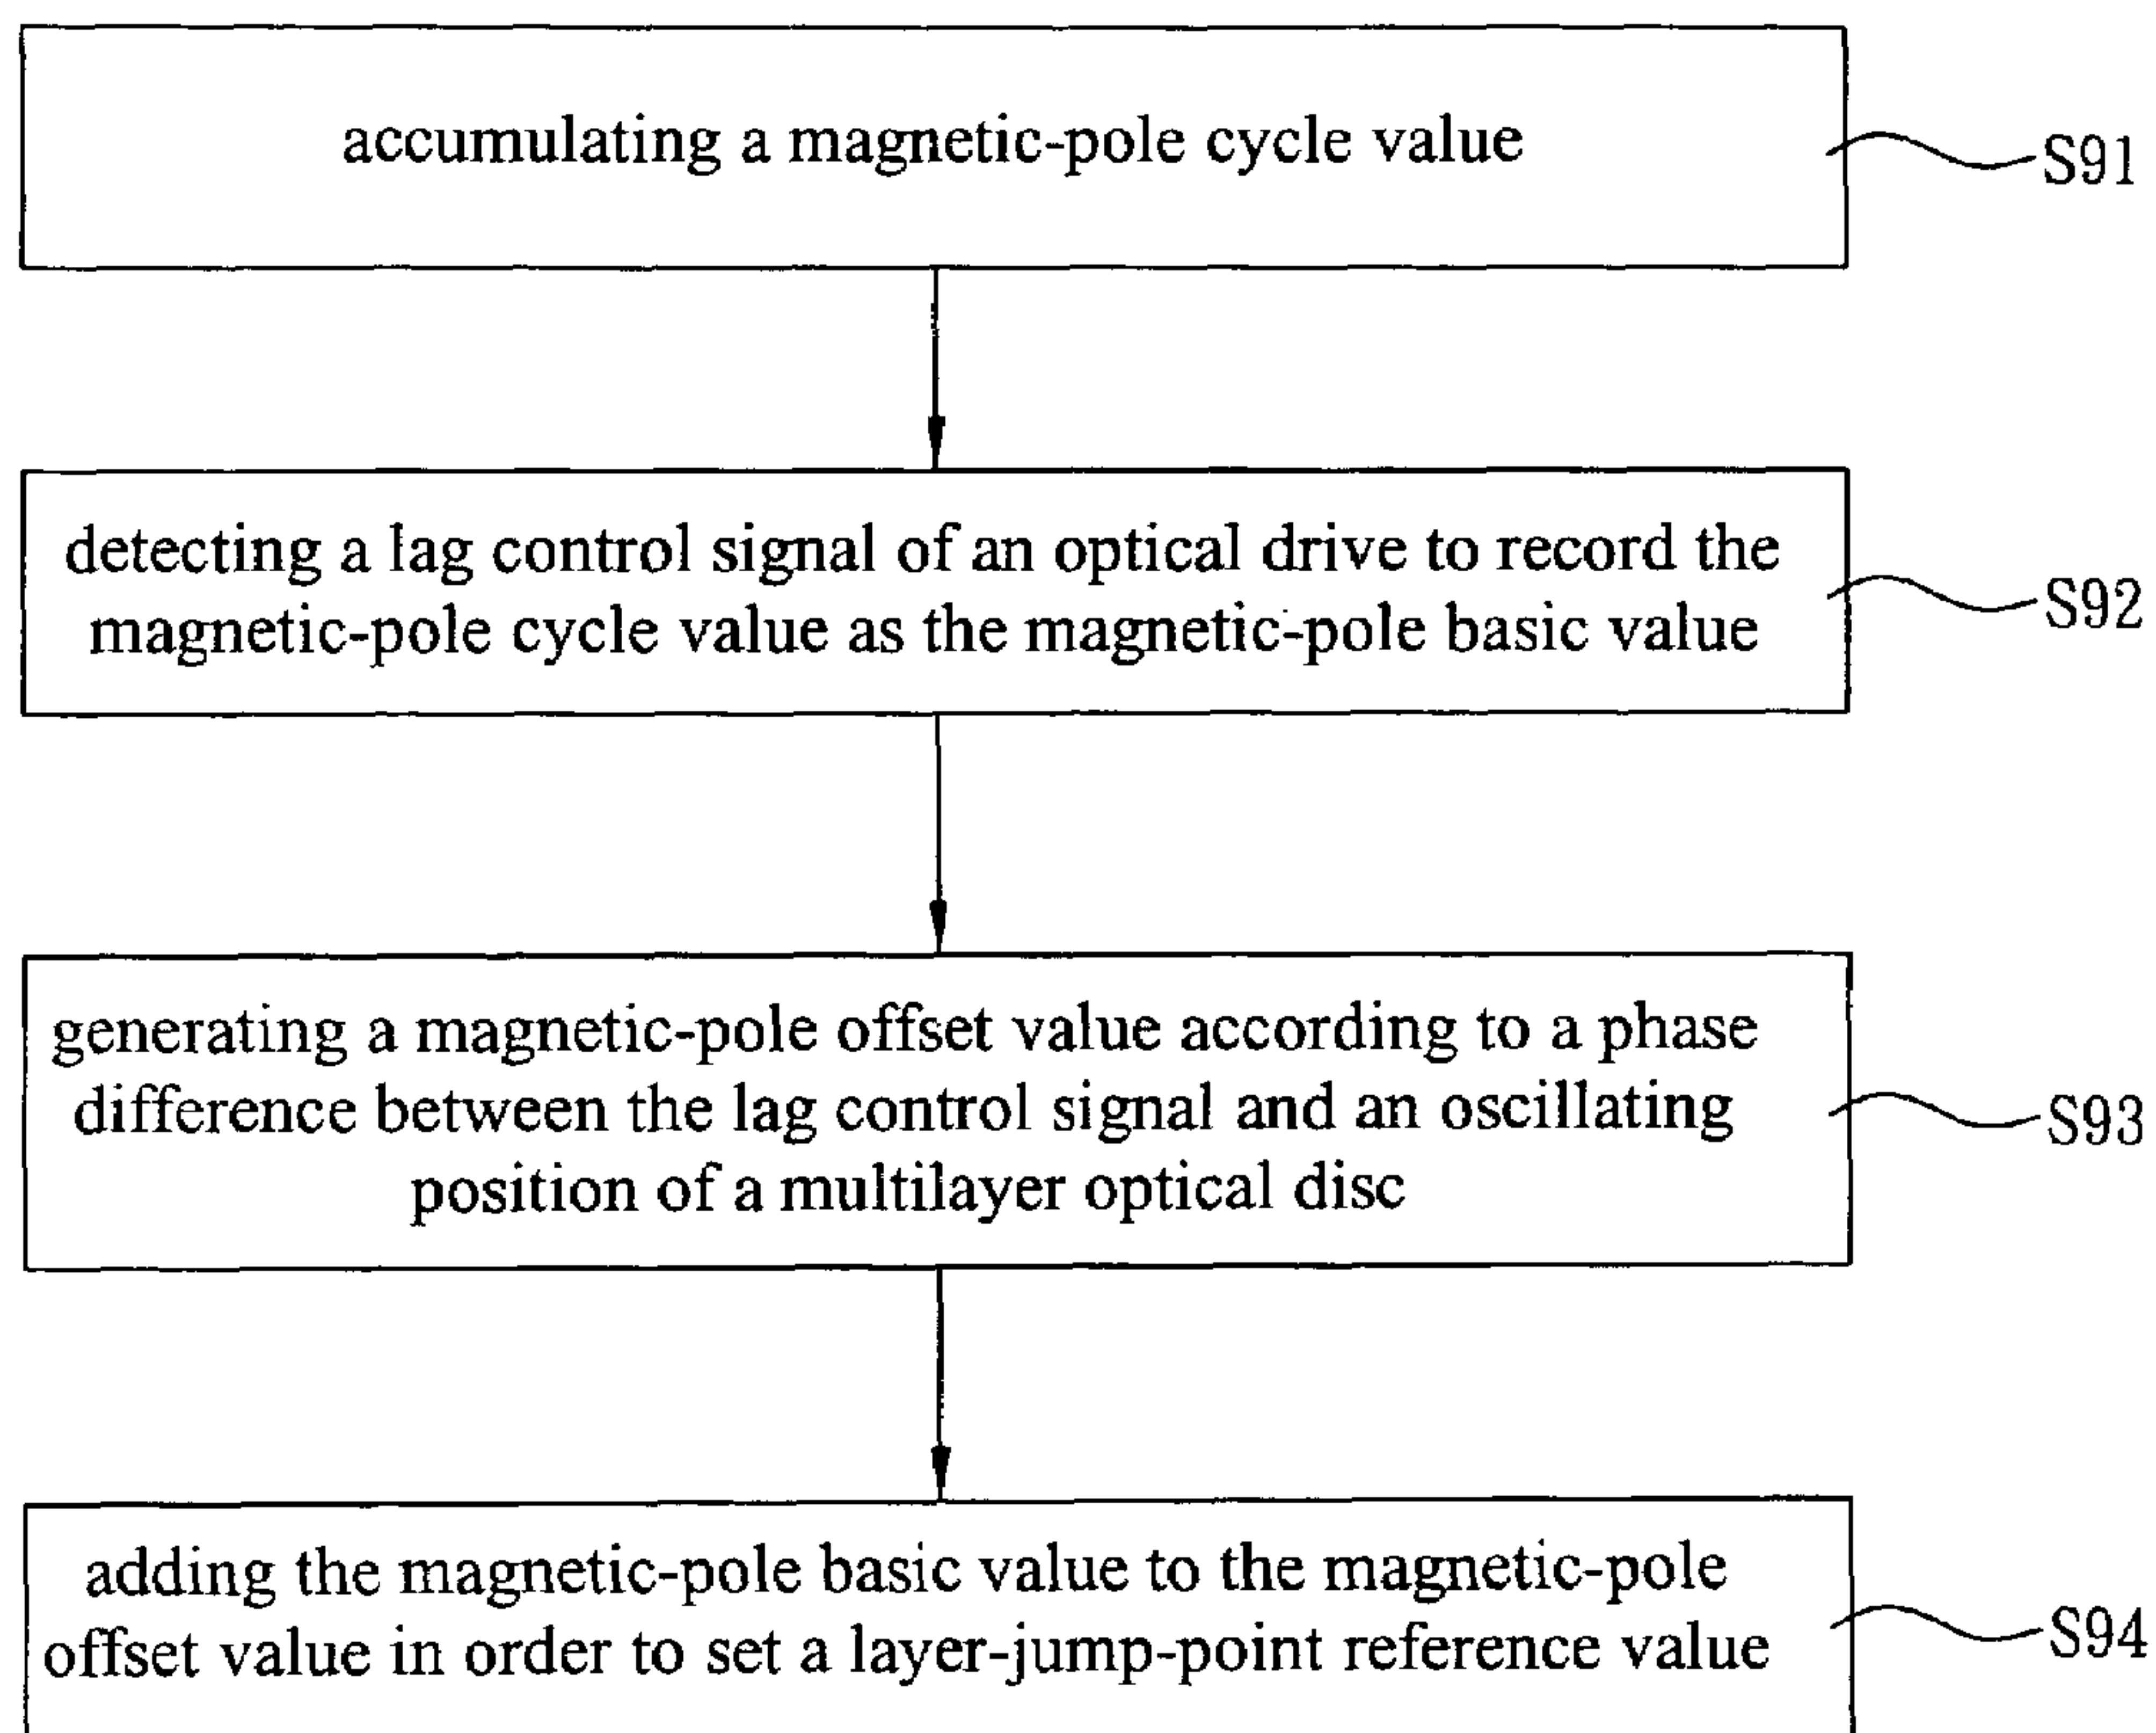 accumulating a magnetic-pole cycle value
S91
detecting a lag control signal of an optical drive to record the
magnetic-pole cycle value as the magnetic-pole basic value
S92
generating a magnetic-pole offset value according to a phase
difference between the lag control signal and an oscillating
position of a multilayer optical disc
S93
adding the magnetic-pole basic value to the magnetic-pole
offset value in order to set a layer-jump-point reference value
S94